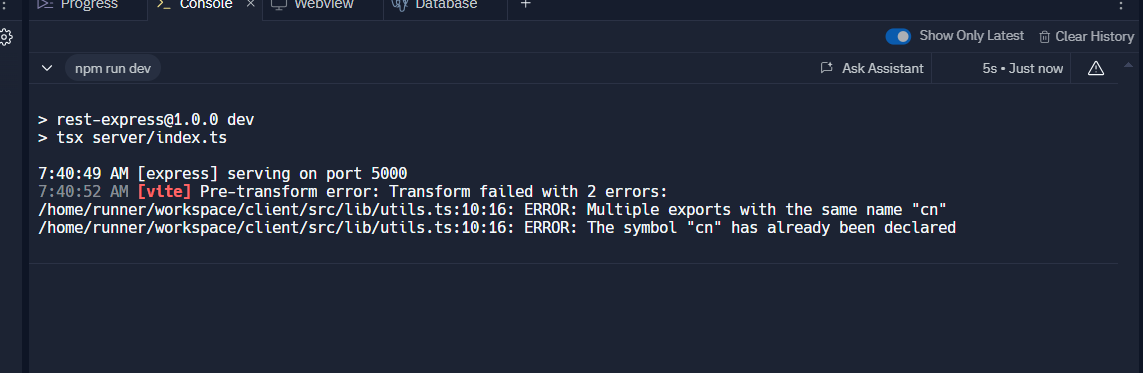 Progress Console × Webview Database +
Show Only Latest Clear History
npm run dev Ask Assistant 5s • Just now
> rest-express@1.0.0 dev
> tsx server/index.ts
7:40:49 AM [express] serving on port 5000
7:40:52 AM [vite] Pre-transform error: Transform failed with 2 errors:
/home/runner/workspace/client/src/lib/utils.ts:10:16: ERROR: Multiple exports with the same name "cn"
/home/runner/workspace/client/src/lib/utils.ts:10:16: ERROR: The symbol "cn" has already been declared